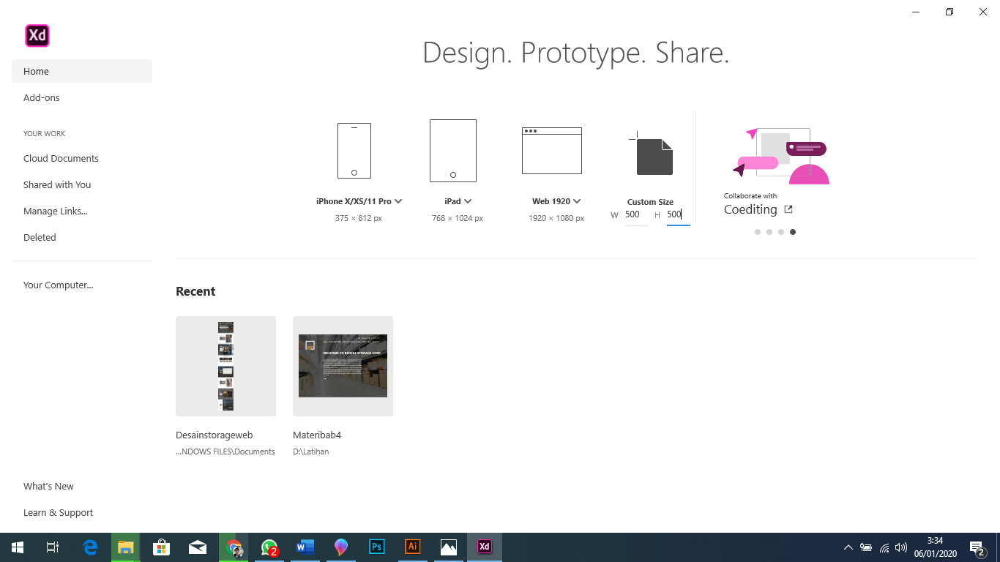 Xd
Design. Prototype. Share.
Home
Add-ons
YOUR WORK
Cloud Documents
Shared with You
Manage Links...
Deleted
Your Computer...
What's New
Learn & Support
iPhone X/XS/11 Pro
375 × 812 px
iPad
768 × 1024 px
Web 1920
1920 × 1080 px
Custom Size
W 500 H 500
Collaborate with
Coediting
Recent
WELCOME TO RENTAL STORAGE CORP
Desainstorageweb
...NDOWS FILES\Documents
Materibab4
D:\Latihan
2
W
Ps
Ai
Xd
3:34
06/01/2020
2